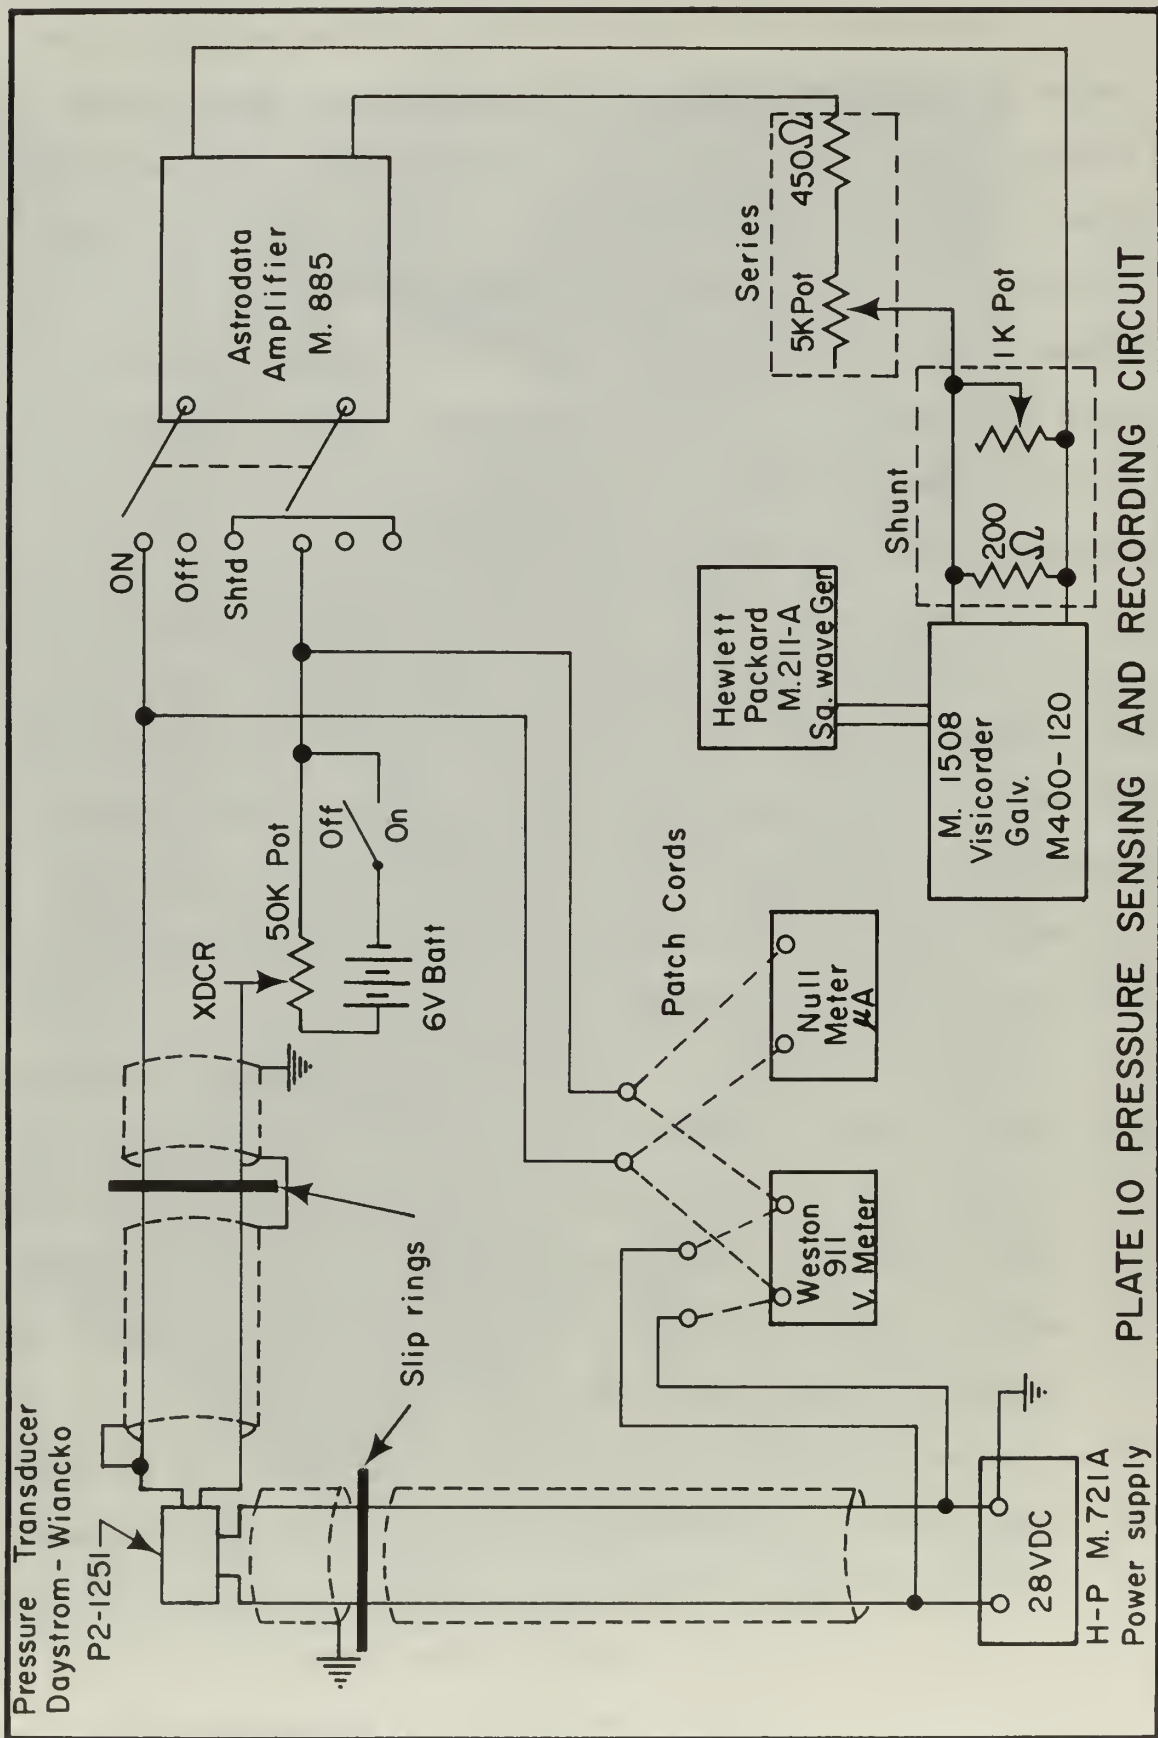 Pressure Transducer
Daystrom-Wiancko
P2-1251
Slip rings
XDCR
50K Pot
Off
On
6V Batt
ON
Off
Shtd
Astrodata
Amplifier
M. 885
Series
5K Pot
450Ω
Shunt
200
Ω
1K Pot
Hewlett
Packard
M.211-A
Sq. wave Gen
M. 1508
Visicorder
Galv.
M400-120
Patch Cords
Null
Meter
μA
Weston
911
V. Meter
28VDC
H-P M.721A
Power supply
PLATE 10 PRESSURE SENSING AND RECORDING CIRCUIT